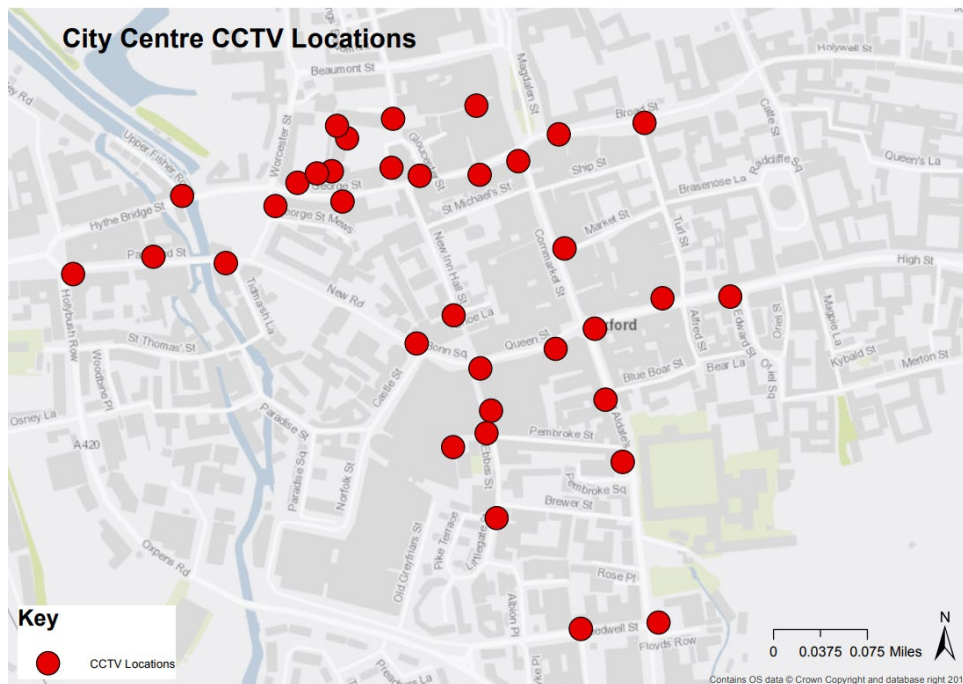 City Centre CCTV Locations
Beaumont St
Magdalen St
Holywell St
Broad St
Catte St
Worcester St
Gloucester St
Upper Fisher Row
Ship St
Radcliffe Sq
Queen's La
George St
St Michael's St
Brasenose La
Hythe Bridge St
George St Mews
Market St
Turl St
New Inn Hall St
Cornmarket St
High St
Hollybush Row
Tidmarsh La
New Rd
Alfred St
Edward St
Oriel St
Magpie La
St Thomas' St
Bonn Sq
Queen St
Blue Boar St
Bear La
Oriel Sq
Kybald St
Merton St
Woodbine Pl
Castle St
Osney La
Paradise St
A420
Pembroke St
Paradise Sq
Norfolk St
Pembroke Sq
Brewer St
Old Greyfriars St
Pike Terrace
Oxpens Rd
Rose Pl
Albion Pl
Floyds Row
Key
CCTV Locations
0 0.0375 0.075 Miles
N
Contains OS data © Crown Copyright and database right 201